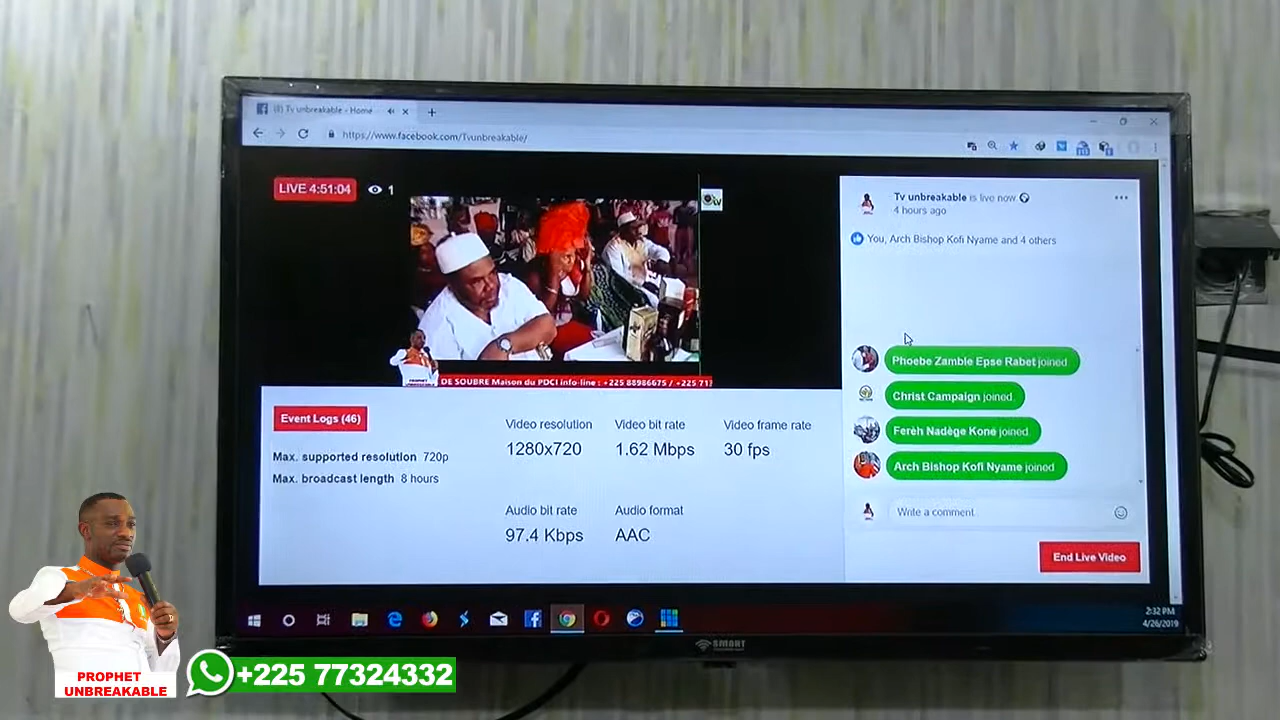 (8) Tv unbreakable - Home
https://www.facebook.com/Tvunbreakable/
LIVE 4:51:04
1
tv
DE SOUBRE Maison du PDCI info-line : +225 88986675 / +225 71
Event Logs (46)
Max. supported resolution 720p
Max. broadcast length 8 hours
Video resolution
1280x720
Video bit rate
1.62 Mbps
Video frame rate
30 fps
Audio bit rate
97.4 Kbps
Audio format
AAC
Tv unbreakable is live now
4 hours ago
You, Arch Bishop Kofi Nyame and 4 others
Phoebe Zamble Epse Rabet joined
Christ Campaign joined.
Ferèh Nadège Koné joined.
Arch Bishop Kofi Nyame joined
Write a comment
End Live Video
2:32 PM
4/26/2019
SMART
PROPHET
UNBREAKABLE
+225 77324332